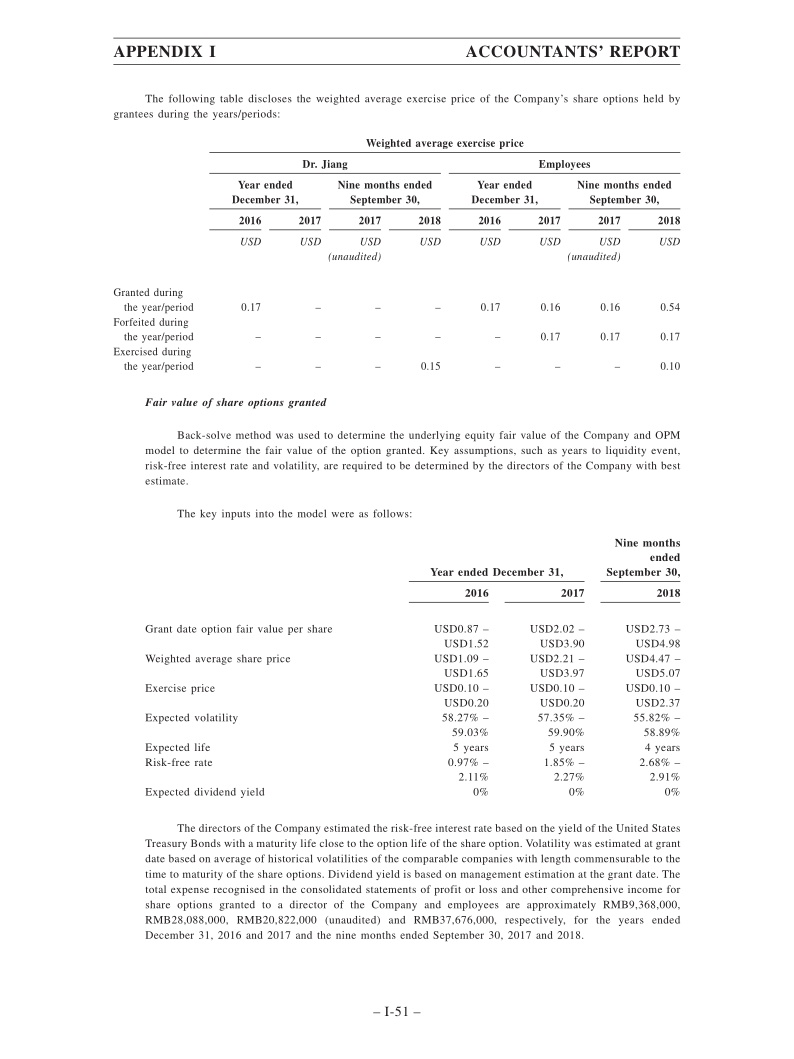 APPENDIX I ACCOUNTANTS' REPORT
The following table discloses the weighted average exercise price of the Company's share options held by
grantees during the years/periods:
Weighted average exercise price
Dr. Jiang Employees
Year ended Nine months ended Year ended Nine months ended
December 31, September 30, December 31, September 30,
2016 2017 2017 2018 2016 2017 2017 2018
USD USD USD USD USD USD USD USD
(unaudited) (unaudited)
Granted during
the year/period 0.17 – – – 0.17 0.16 0.16 0.54
Forfeited during
the year/period – – – – – 0.17 0.17 0.17
Exercised during
the year/period – – – 0.15 – – – 0.10
Fair value of share options granted
Back-solve method was used to determine the underlying equity fair value of the Company and OPM
model to determine the fair value of the option granted. Key assumptions, such as years to liquidity event,
risk-free interest rate and volatility, are required to be determined by the directors of the Company with best
estimate.
The key inputs into the model were as follows:
Nine months
ended
Year ended December 31, September 30,
2016 2017 2018
Grant date option fair value per share USD0.87 – USD2.02 – USD2.73 –
USD1.52 USD3.90 USD4.98
Weighted average share price USD1.09 – USD2.21 – USD4.47 –
USD1.65 USD3.97 USD5.07
Exercise price USD0.10 – USD0.10 – USD0.10 –
USD0.20 USD0.20 USD2.37
Expected volatility 58.27% – 57.35% – 55.82% –
59.03% 59.90% 58.89%
Expected life 5 years 5 years 4 years
Risk-free rate 0.97% – 1.85% – 2.68% –
2.11% 2.27% 2.91%
Expected dividend yield 0% 0% 0%
The directors of the Company estimated the risk-free interest rate based on the yield of the United States
Treasury Bonds with a maturity life close to the option life of the share option. Volatility was estimated at grant
date based on average of historical volatilities of the comparable companies with length commensurable to the
time to maturity of the share options. Dividend yield is based on management estimation at the grant date. The
total expense recognised in the consolidated statements of profit or loss and other comprehensive income for
share options granted to a director of the Company and employees are approximately RMB9,368,000,
RMB28,088,000, RMB20,822,000 (unaudited) and RMB37,676,000, respectively, for the years ended
December 31, 2016 and 2017 and the nine months ended September 30, 2017 and 2018.
– I-51 –